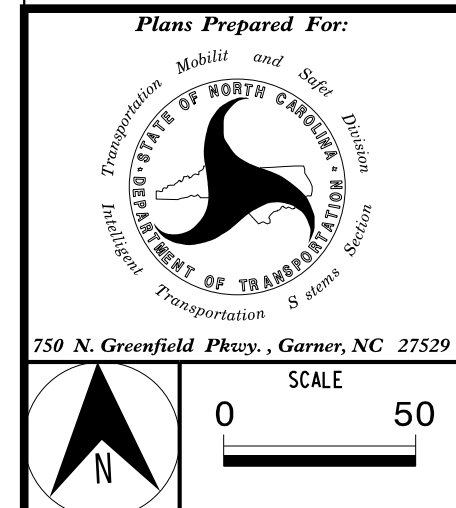 Plans Prepared For:
Transportation Mobilit and Safet Division
STATE OF NORTH CAROLINA
DEPARTMENT OF TRANSPORTATION
Intelligent Transportation S stems Section
750 N. Greenfield Pkwy. , Garner, NC 27529
N
SCALE
0 50